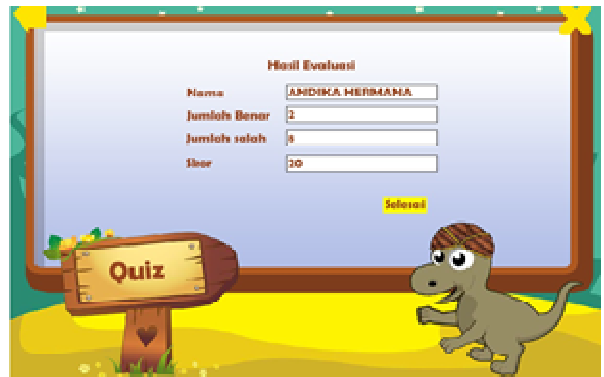 Hasil Evaluasi
Nama ANDIKA HERMANA
Jumlah Benar 2
Jumlah salah 8
Skor 20
Selesai
Quiz